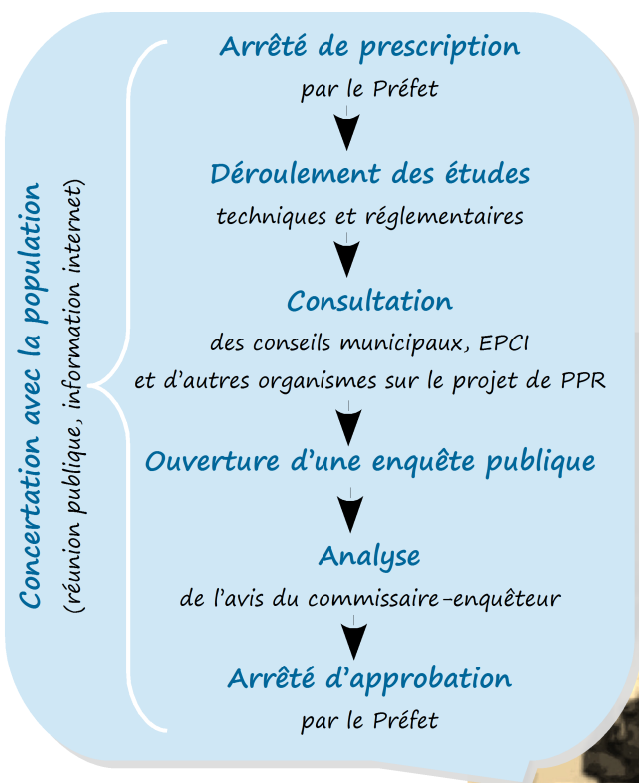 Concertation avec la population
(réunion publique, information internet)
Arrêté de prescription
par le Préfet
Déroulement des études
techniques et réglementaires
Consultation
des conseils municipaux, EPCI
et d'autres organismes sur le projet de PPR
Ouverture d'une enquête publique
Analyse
de l'avis du commissaire-enquêteur
Arrêté d'approbation
par le Préfet